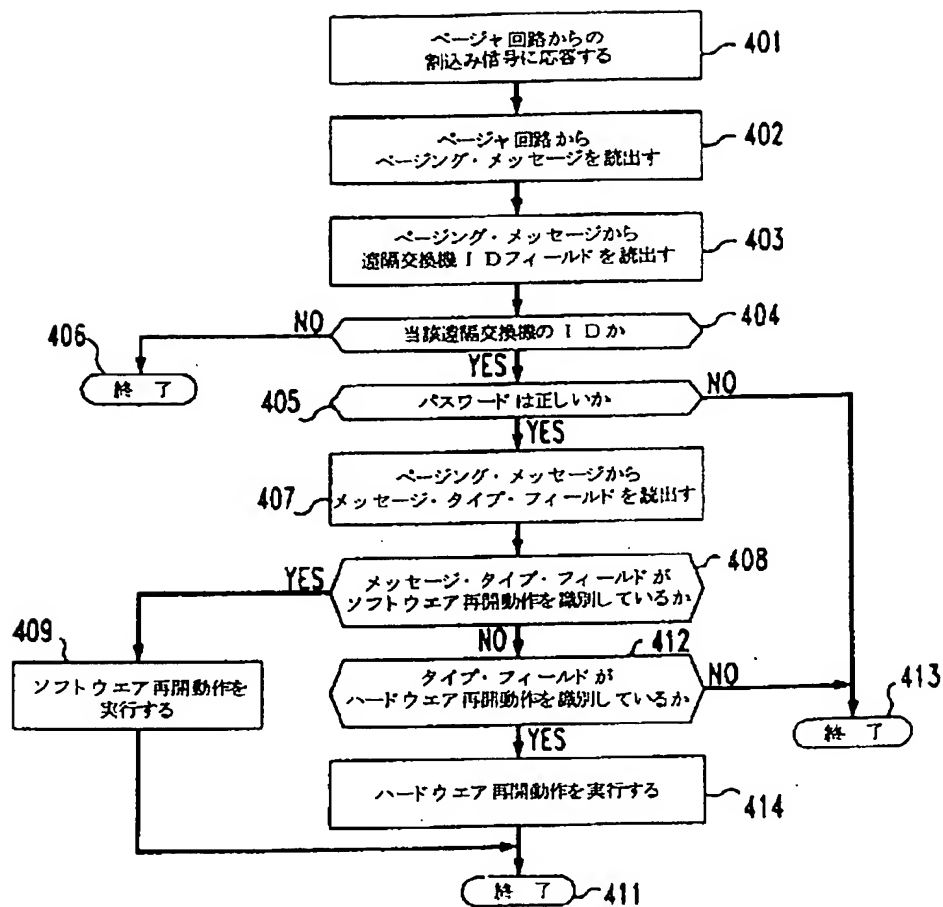 ページャ回路からの
割込み信号に応答する
401
ページャ回路から
ページング・メッセージを読出す
402
ページング・メッセージから
遠隔交換機IDフィールドを読出す
403
当該遠隔交換機のIDか
404
NO
YES
406
終了
405
パスワードは正しいか
NO
YES
ページング・メッセージから
メッセージ・タイプ・フィールドを読出す
407
メッセージ・タイプ・フィールドが
ソフトウエア再開動作を識別しているか
408
YES
NO
409
ソフトウエア再開動作を
実行する
412
タイプ・フィールドが
ハードウエア再開動作を識別しているか
NO
YES
413
終了
ハードウエア再開動作を実行する
414
終了
411